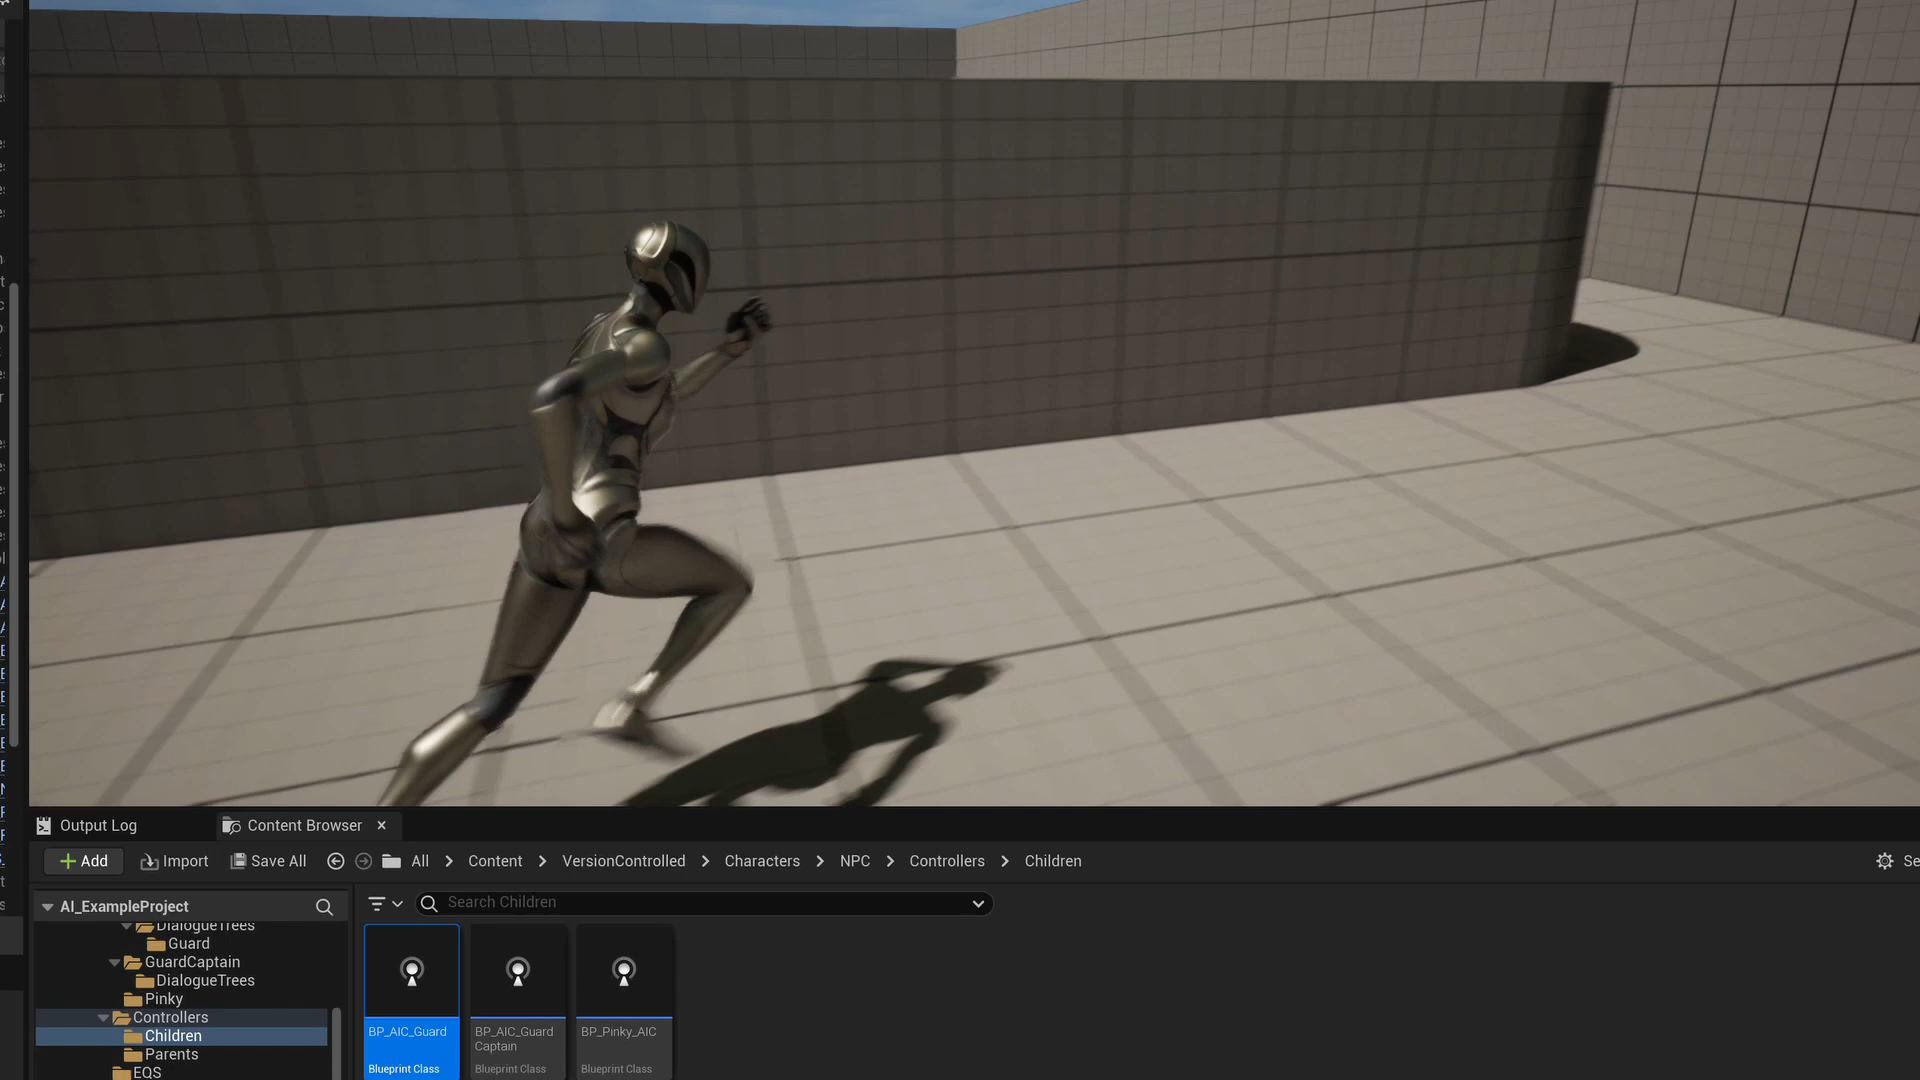 Output Log
Content Browser
Add
Import
Save All
All
Content
VersionControlled
Characters
NPC
Controllers
Children
Se
AI_ExampleProject
Search Children
DialogueTrees
Guard
GuardCaptain
DialogueTrees
Pinky
Controllers
Children
Parents
EQS
BP_AIC_Guard
Blueprint Class
BP_AIC_Guard
Captain
Blueprint Class
BP_Pinky_AIC
Blueprint Class